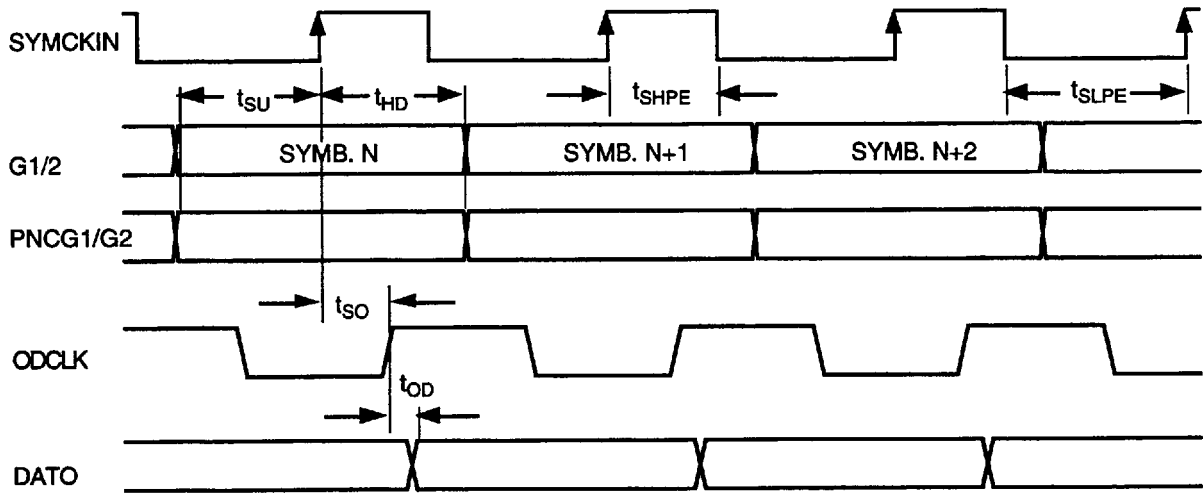 SYMCKIN
tSU tHD tSHPE tSLPE
G1/2 SYMB. N SYMB. N+1 SYMB. N+2
PNCG1/G2
tSO
ODCLK
tOD
DATO